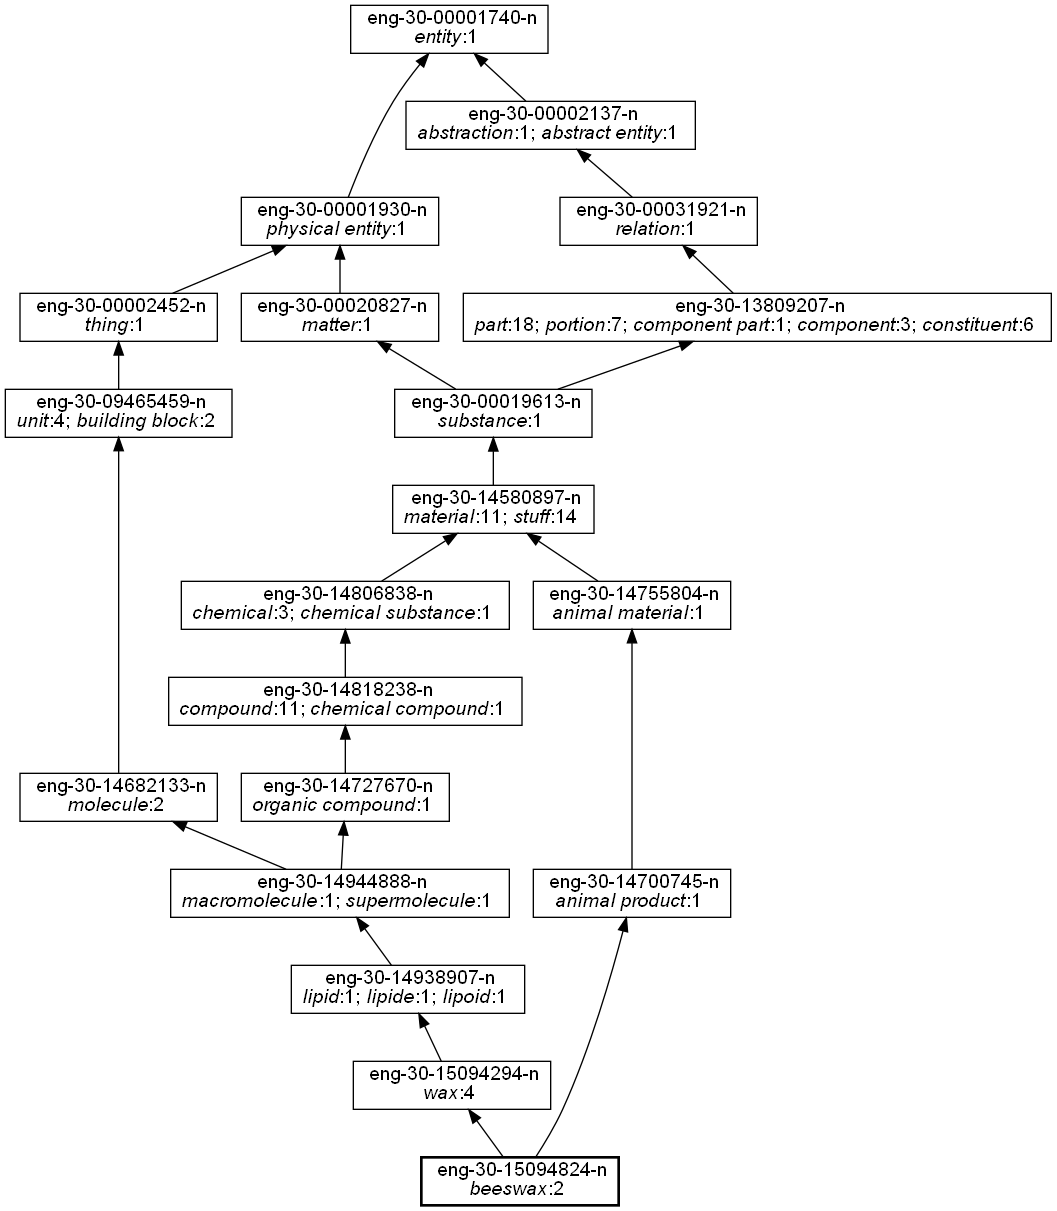 eng-30-00001740-n
entity:1
eng-30-00002137-n
abstraction:1; abstract entity:1
eng-30-00001930-n
physical entity:1
eng-30-00031921-n
relation:1
eng-30-00002452-n
thing:1
eng-30-00020827-n
matter:1
eng-30-13809207-n
part:18; portion:7; component part:1; component:3; constituent:6
eng-30-09465459-n
unit:4; building block:2
eng-30-00019613-n
substance:1
eng-30-14580897-n
material:11; stuff:14
eng-30-14806838-n
chemical:3; chemical substance:1
eng-30-14755804-n
animal material:1
eng-30-14818238-n
compound:11; chemical compound:1
eng-30-14682133-n
molecule:2
eng-30-14727670-n
organic compound:1
eng-30-14944888-n
macromolecule:1; supermolecule:1
eng-30-14700745-n
animal product:1
eng-30-14938907-n
lipid:1; lipide:1; lipoid:1
eng-30-15094294-n
wax:4
eng-30-15094824-n
beeswax:2